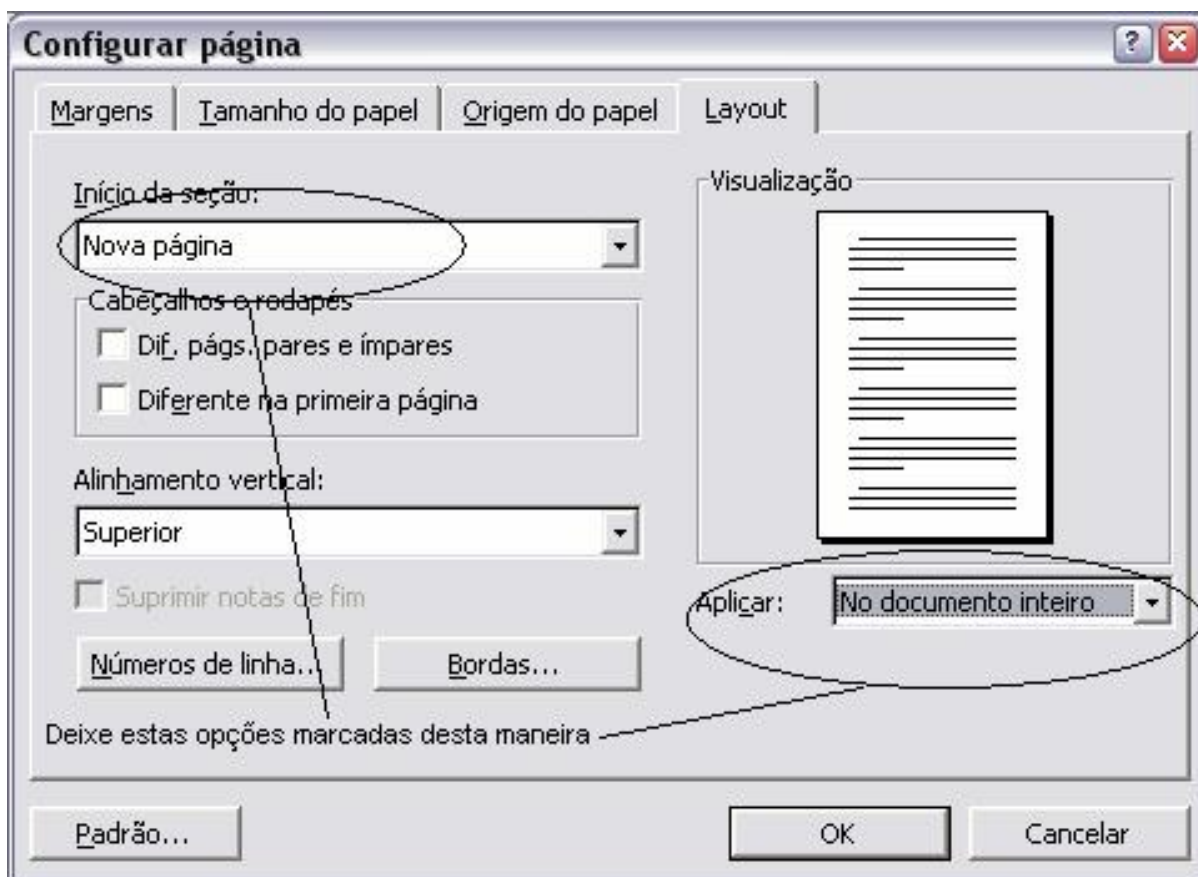 Configurar página
Margens
Tamanho do papel
Origem do papel
Layout
Início da seção:
Nova página
Cabeçalhos e rodapés
Dif. págs. pares e ímpares
Diferente na primeira página
Alinhamento vertical:
Superior
Suprimir notas de fim
Números de linha...
Bordas...
Visualização
Aplicar:
No documento inteiro
Deixe estas opções marcadas desta maneira
Padrão...
OK
Cancelar